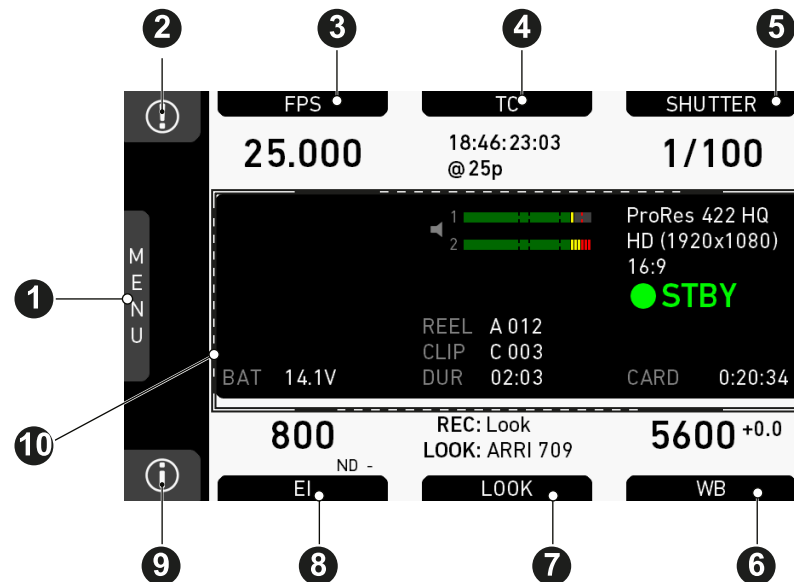 2 3 4 5
FPS TC SHUTTER
25.000 18:46:23:03 1/100
@ 25p
1 ProRes 422 HQ
2 HD (1920x1080)
16:9
STBY
1 MENU
REEL A 012
CLIP C 003
BAT 14.1V DUR 02:03 CARD 0:20:34
10
800 REC: Look 5600 +0.0
LOOK: ARRI 709
ND -
EI LOOK WB
9 8 7 6